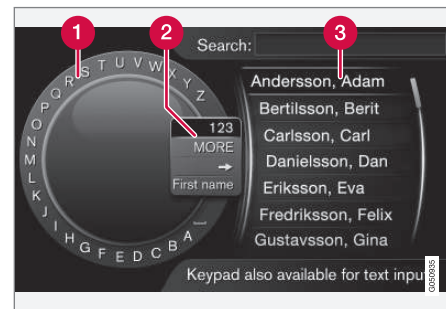 1
2
3
Search:
A B C D E F G H I J K L M N O P Q R S T U V W X Y Z
123
MORE
→
First name
Andersson, Adam
Bertilsson, Berit
Carlsson, Carl
Danielsson, Dan
Eriksson, Eva
Fredriksson, Felix
Gustavsson, Gina
Keypad also available for text input
G050935